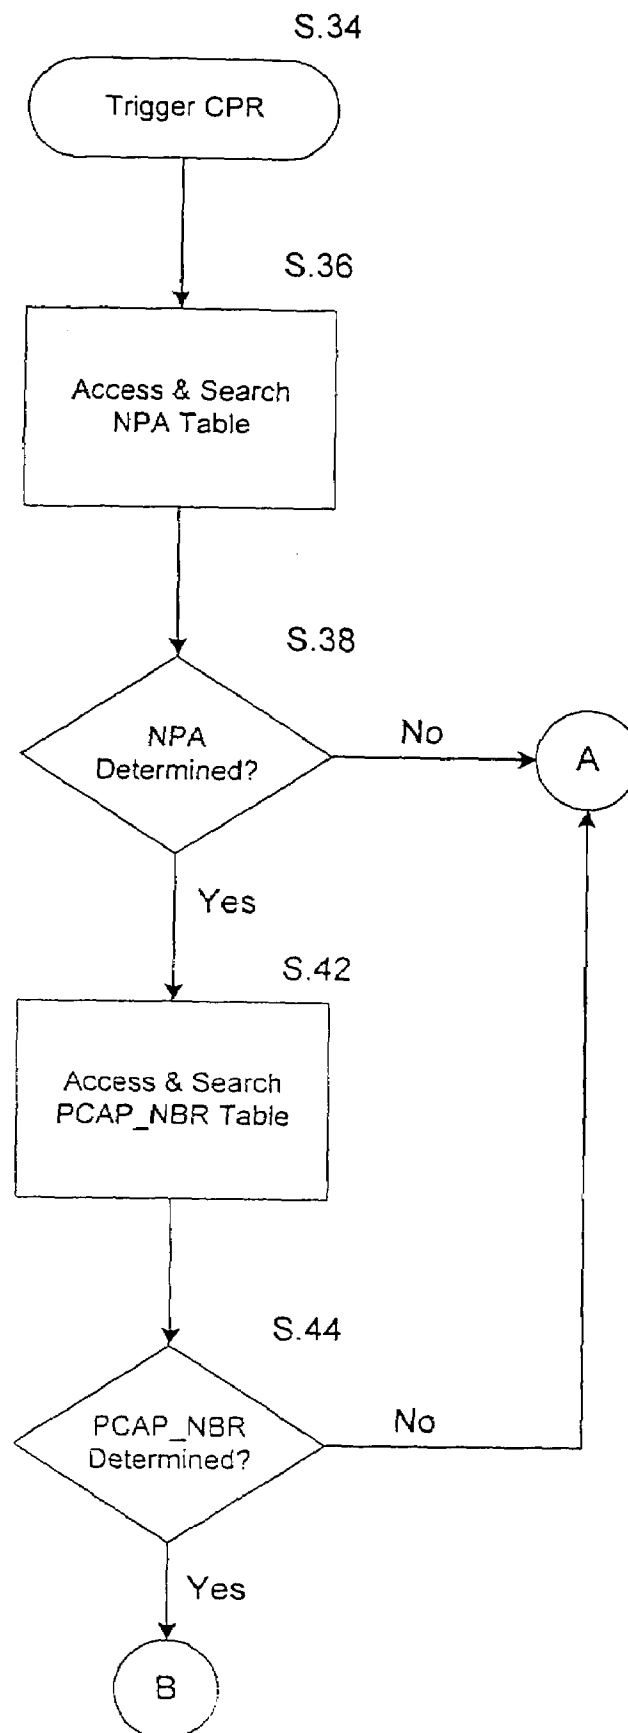 S.34
Trigger CPR
S.36
Access & Search
NPA Table
S.38
NPA
Determined?
No
A
Yes
S.42
Access & Search
PCAP_NBR Table
S.44
PCAP_NBR
Determined?
No
Yes
B